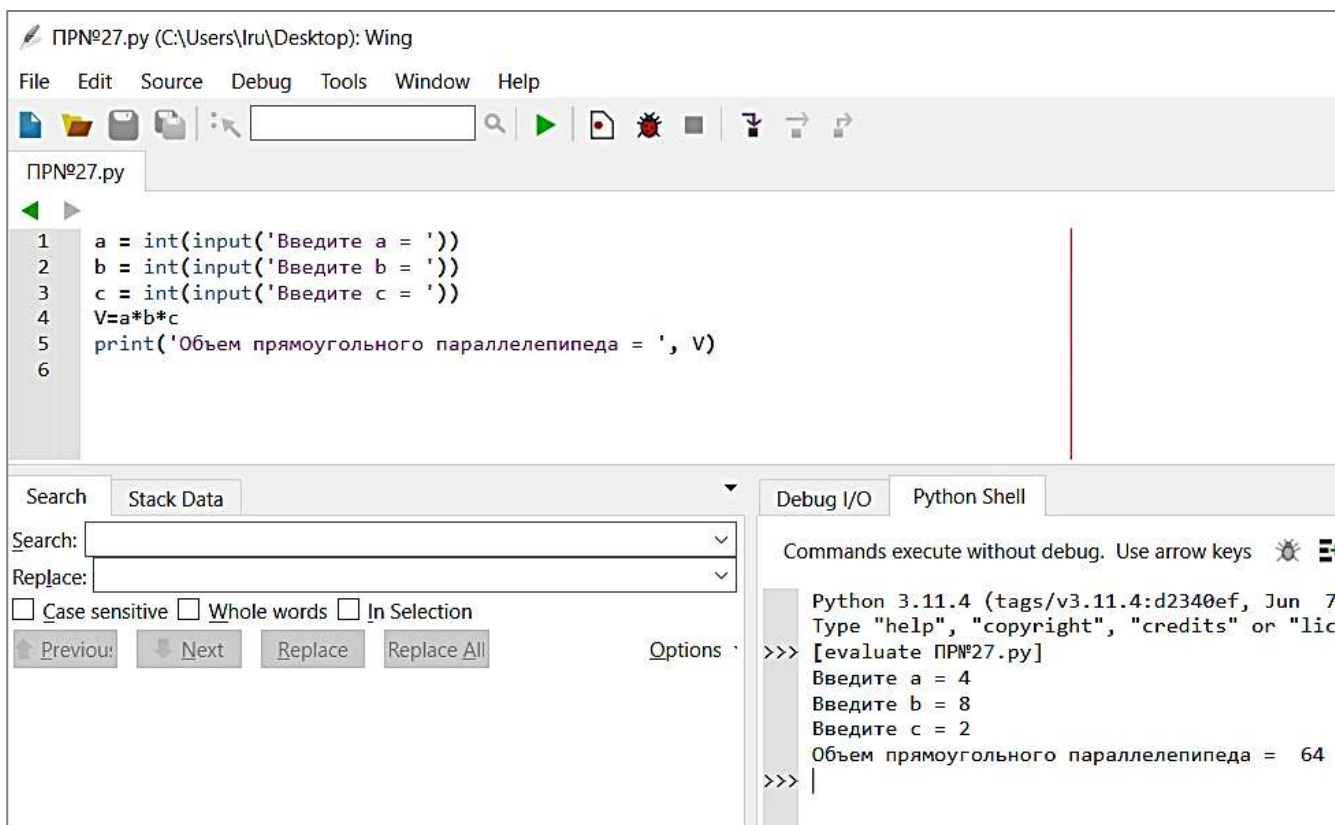 ПР№27.py (C:\Users\Iru\Desktop): Wing
File Edit Source Debug Tools Window Help
ПР№27.py
1 a = int(input('Введите a = '))
2 b = int(input('Введите b = '))
3 c = int(input('Введите c = '))
4 V=a*b*c
5 print('Объем прямоугольного параллелепипеда = ', V)
6
Search Stack Data
Search:
Replace:
Case sensitive Whole words In Selection
Previou: Next Replace Replace All Options
Debug I/O Python Shell
Commands execute without debug. Use arrow keys
Python 3.11.4 (tags/v3.11.4:d2340ef, Jun 7
Type "help", "copyright", "credits" or "lic
>>> [evaluate ПР№27.py]
Введите a = 4
Введите b = 8
Введите c = 2
Объем прямоугольного параллелепипеда = 64
>>>